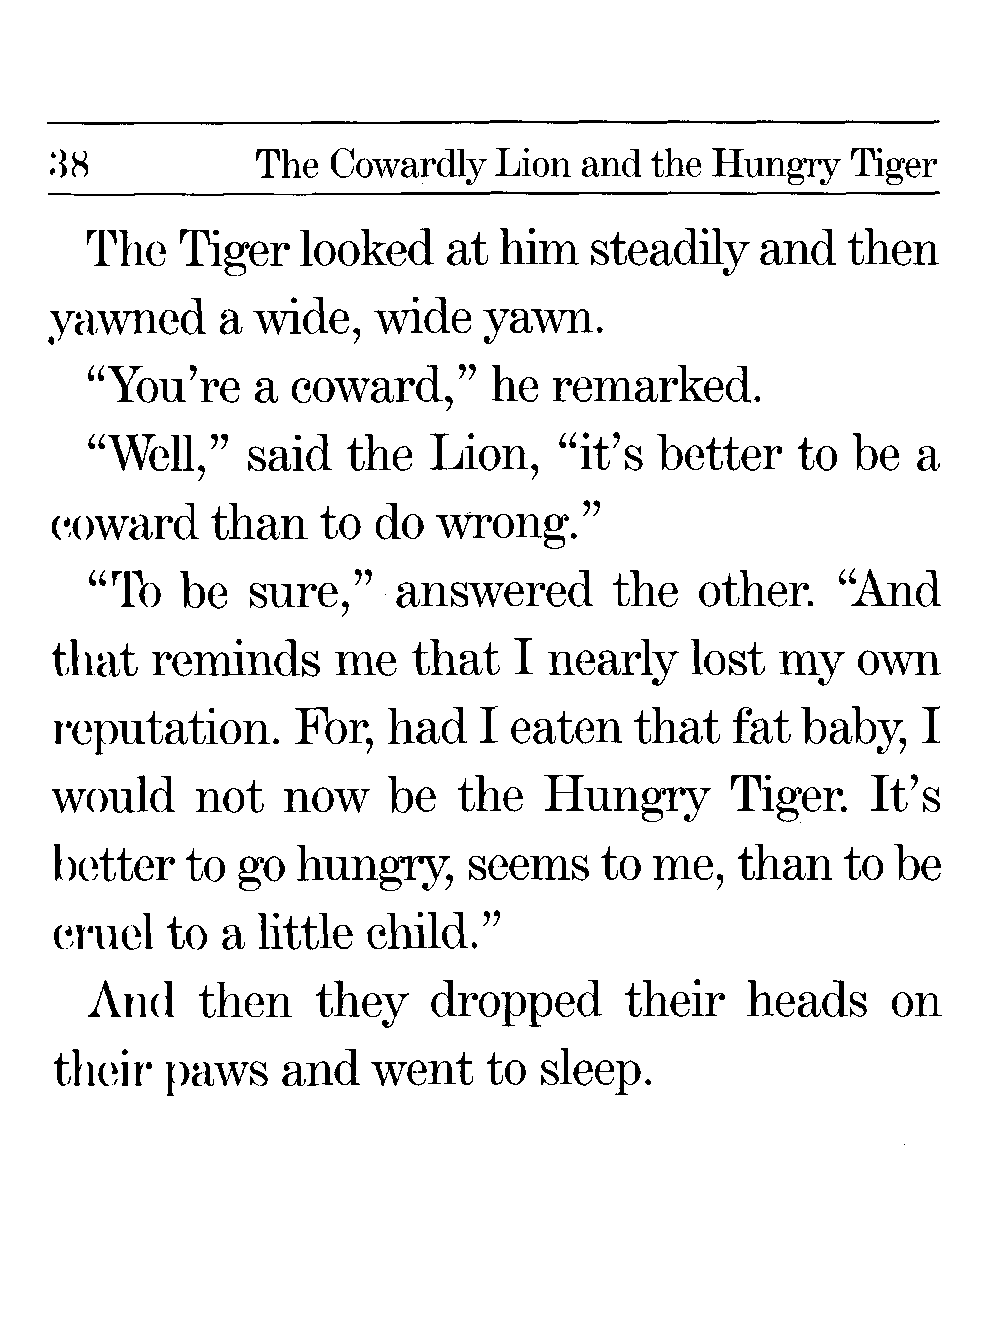 38 The Cowardly Lion and the Hungry Tiger
The Tiger looked at him steadily and then
yawned a wide, wide yawn.
“You’re a coward,” he remarked.
“Well,” said the Lion, “it’s better to be a
coward than to do wrong.”
“To be sure,” answered the other. “And
that reminds me that I nearly lost my own
reputation. For, had I eaten that fat baby, I
would not now be the Hungry Tiger. It’s
better to go hungry, seems to me, than to be
cruel to a little child.”
And then they dropped their heads on
their paws and went to sleep.